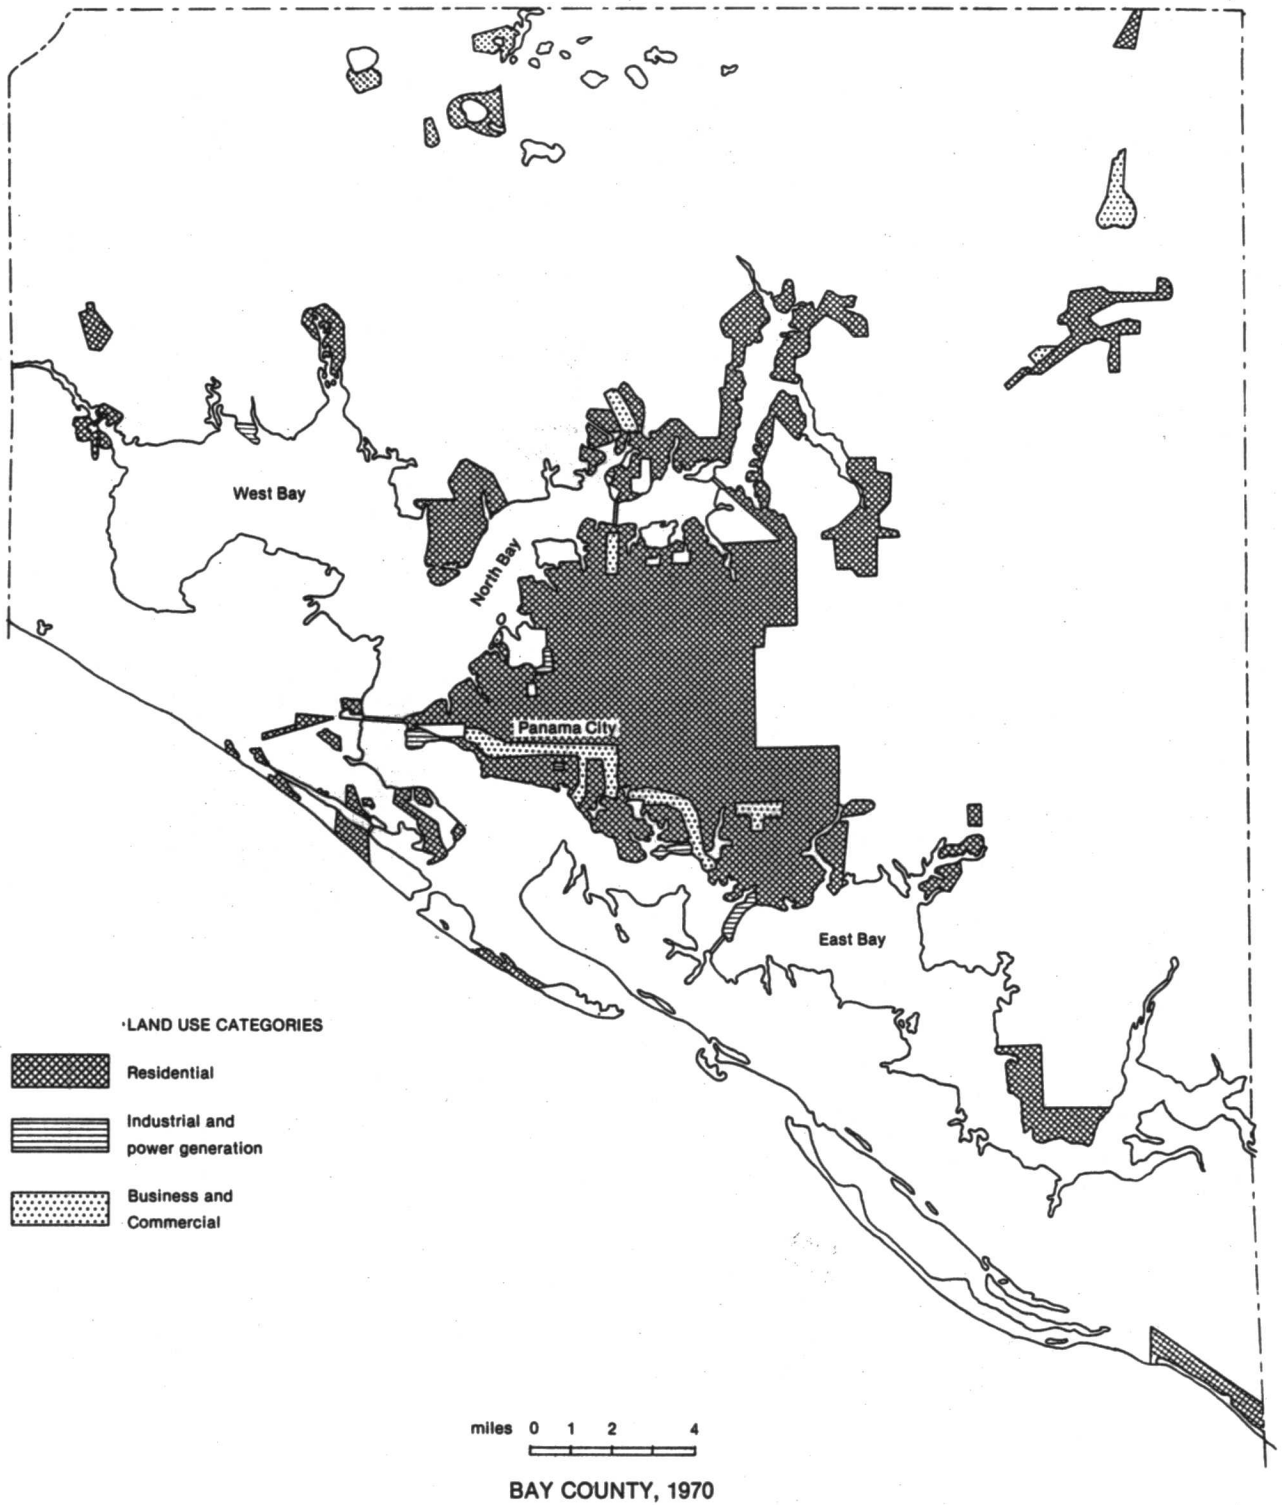 West Bay
North Bay
Panama City
East Bay
LAND USE CATEGORIES
Residential
Industrial and
power generation
Business and
Commercial
miles 0 1 2 4
BAY COUNTY, 1970